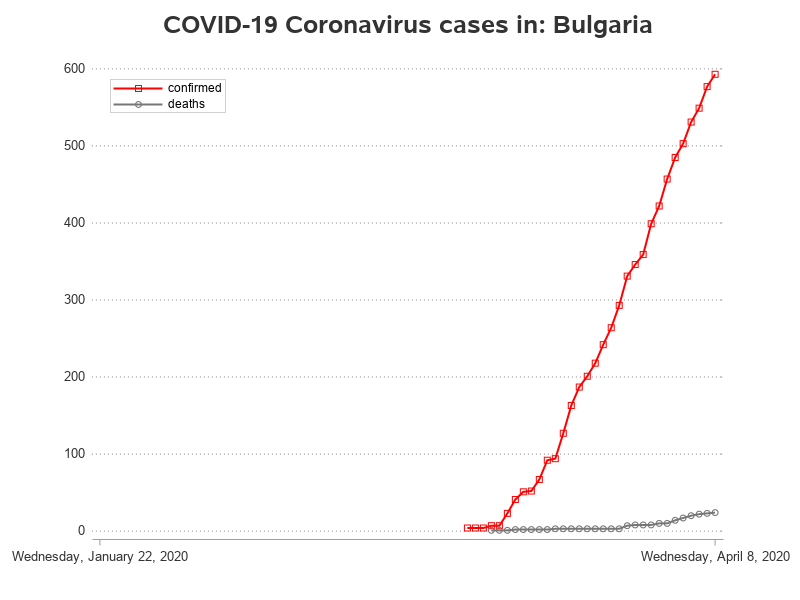 COVID-19 Coronavirus cases in: Bulgaria
600
confirmed
deaths
500
400
300
200
100
0
Wednesday, January 22, 2020
Wednesday, April 8, 2020